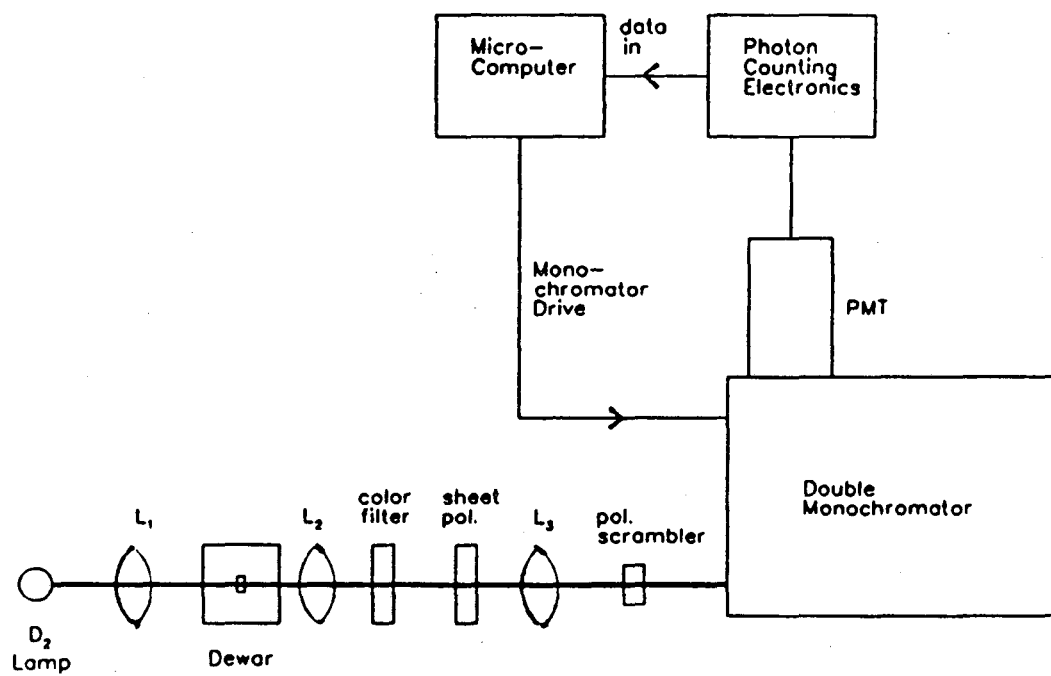 Micro-
Computer
data
in
Photon
Counting
Electronics
Mono-
chromator
Drive
PMT
Double
Monochromator
L₁
L₂
color
filter
sheet
pol.
L₃
pol.
scrambler
D₂
Lamp
Dewar